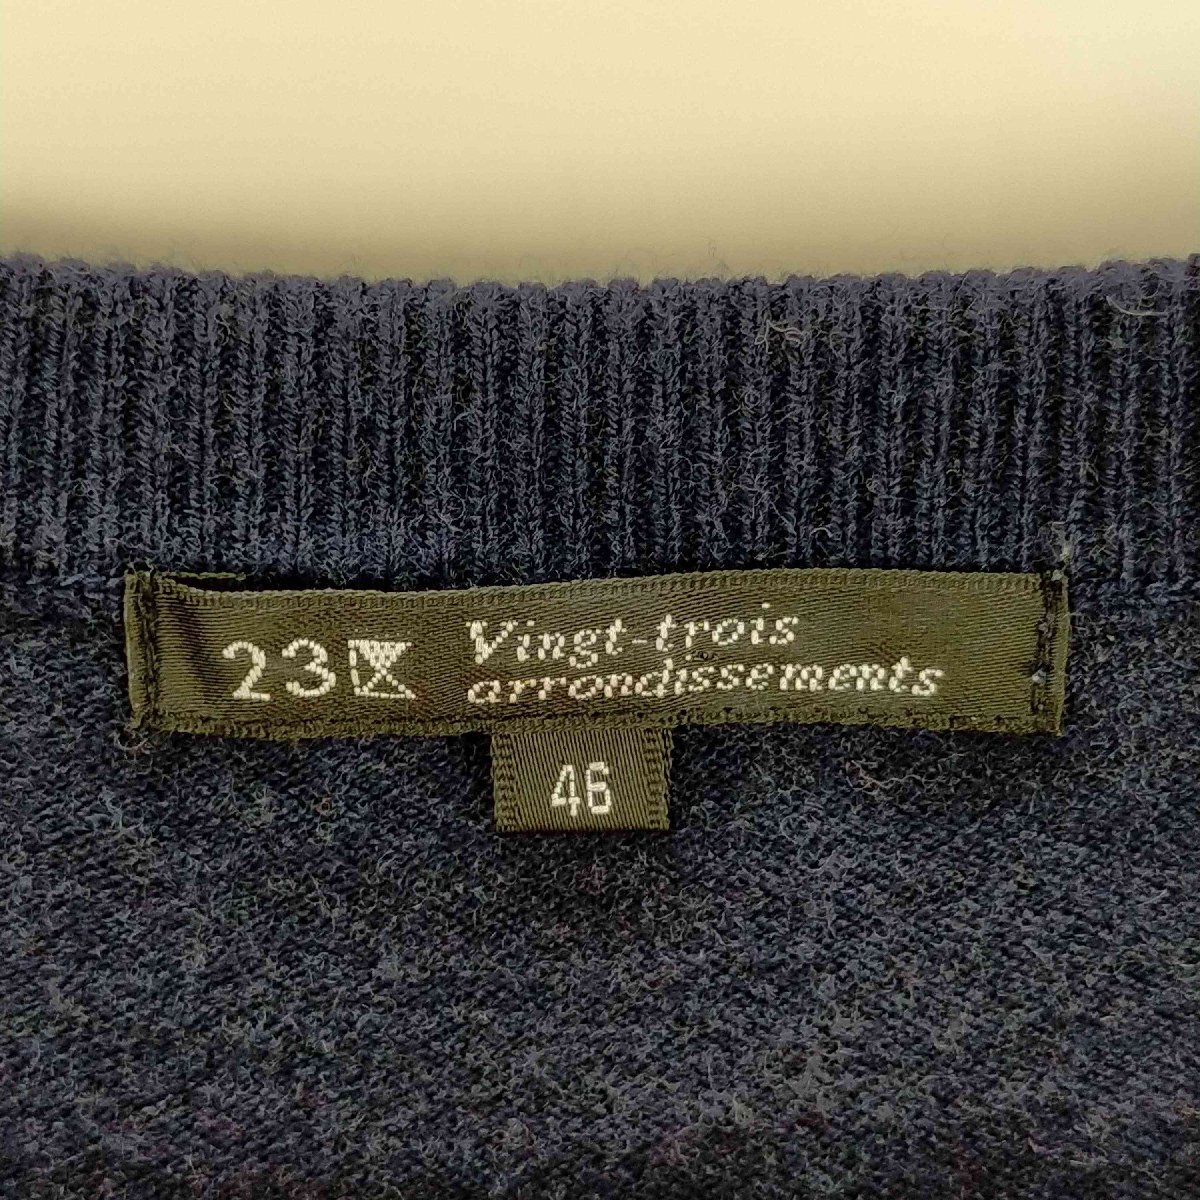 23区 Vingt-trois
arrondissements
46